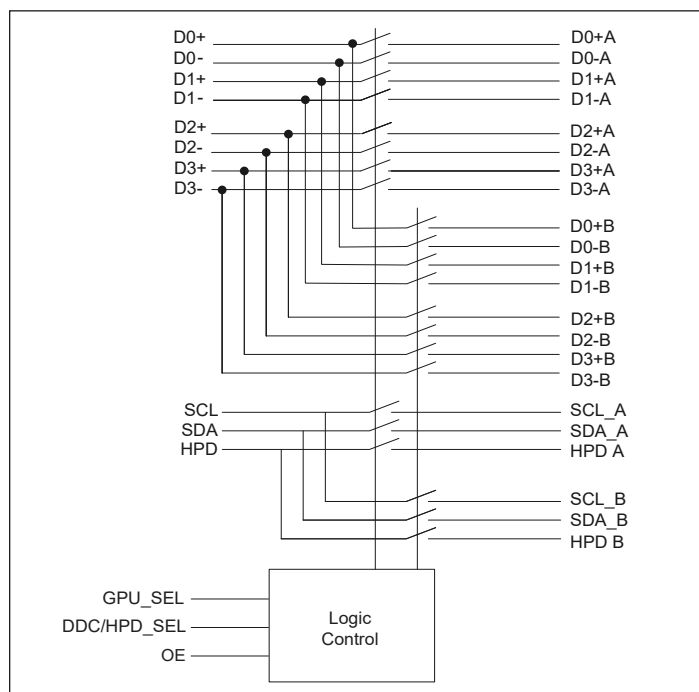 D0+ D0+A
D0- D0-A
D1+ D1+A
D1- D1-A
D2+ D2+A
D2- D2-A
D3+ D3+A
D3- D3-A
D0+B
D0-B
D1+B
D1-B
D2+B
D2-B
D3+B
D3-B
SCL SCL_A
SDA SDA_A
HPD HPD A
SCL_B
SDA_B
HPD B
GPU_SEL
DDC/HPD_SEL
OE
Logic
Control